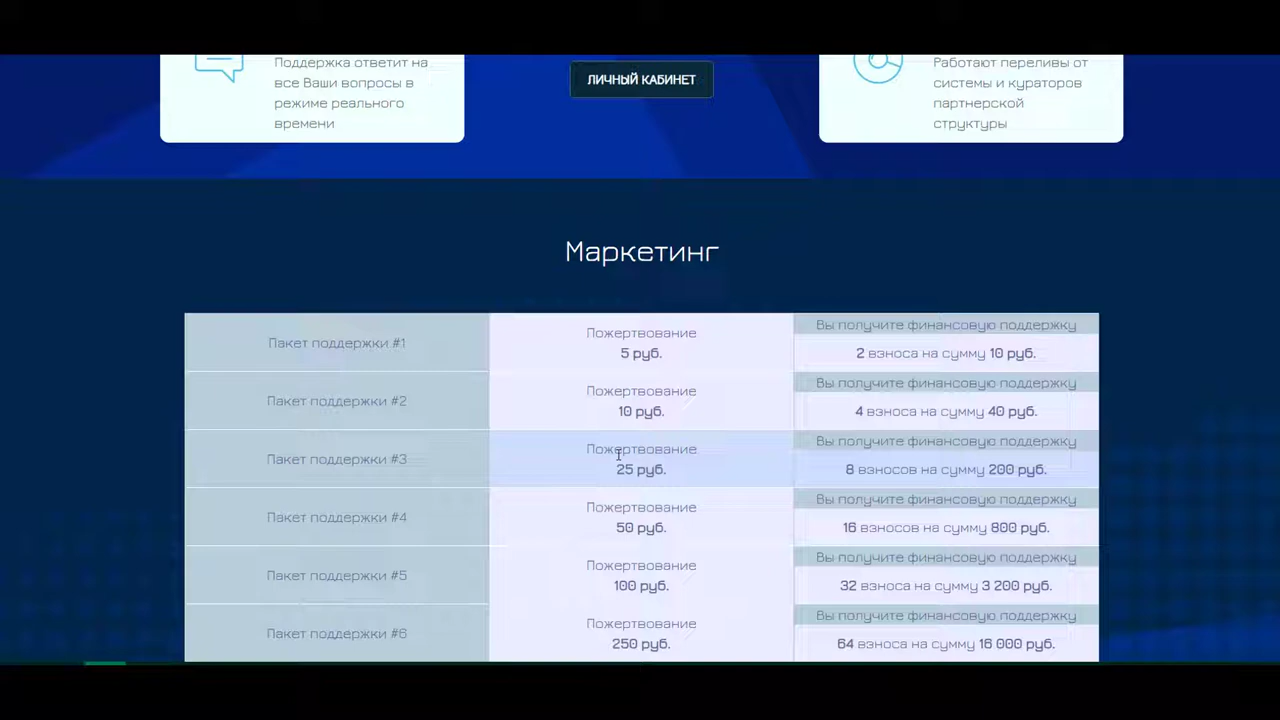 Поддержка ответит на
все Ваши вопросы в
режиме реального
времени
ЛИЧНЫЙ КАБИНЕТ
Работают переливы от
системы и кураторов
партнерской
структуры
Маркетинг
Пакет поддержки #1
Пожертвование
5 руб.
Вы получите финансовую поддержку
2 взноса на сумму 10 руб.
Пакет поддержки #2
Пожертвование
10 руб.
Вы получите финансовую поддержку
4 взноса на сумму 40 руб.
Пакет поддержки #3
Пожертвование
25 руб.
Вы получите финансовую поддержку
8 взносов на сумму 200 руб.
Пакет поддержки #4
Пожертвование
50 руб.
Вы получите финансовую поддержку
16 взносов на сумму 800 руб.
Пакет поддержки #5
Пожертвование
100 руб.
Вы получите финансовую поддержку
32 взноса на сумму 3 200 руб.
Пакет поддержки #6
Пожертвование
250 руб.
Вы получите финансовую поддержку
64 взноса на сумму 16 000 руб.